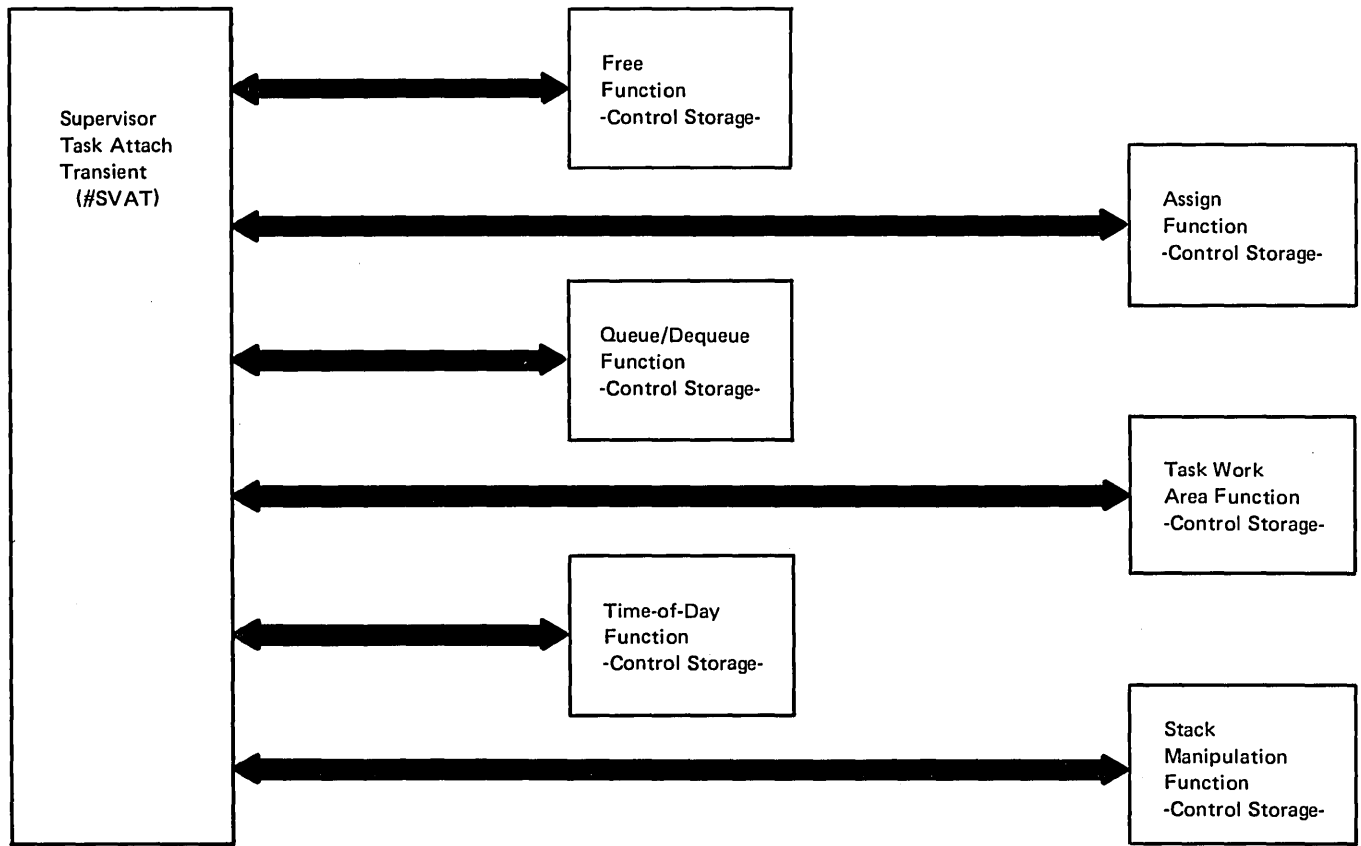 Supervisor
Task Attach
Transient
(#SVAT)
Free
Function
-Control Storage-
Assign
Function
-Control Storage-
Queue/Dequeue
Function
-Control Storage-
Task Work
Area Function
-Control Storage-
Time-of-Day
Function
-Control Storage-
Stack
Manipulation
Function
-Control Storage-